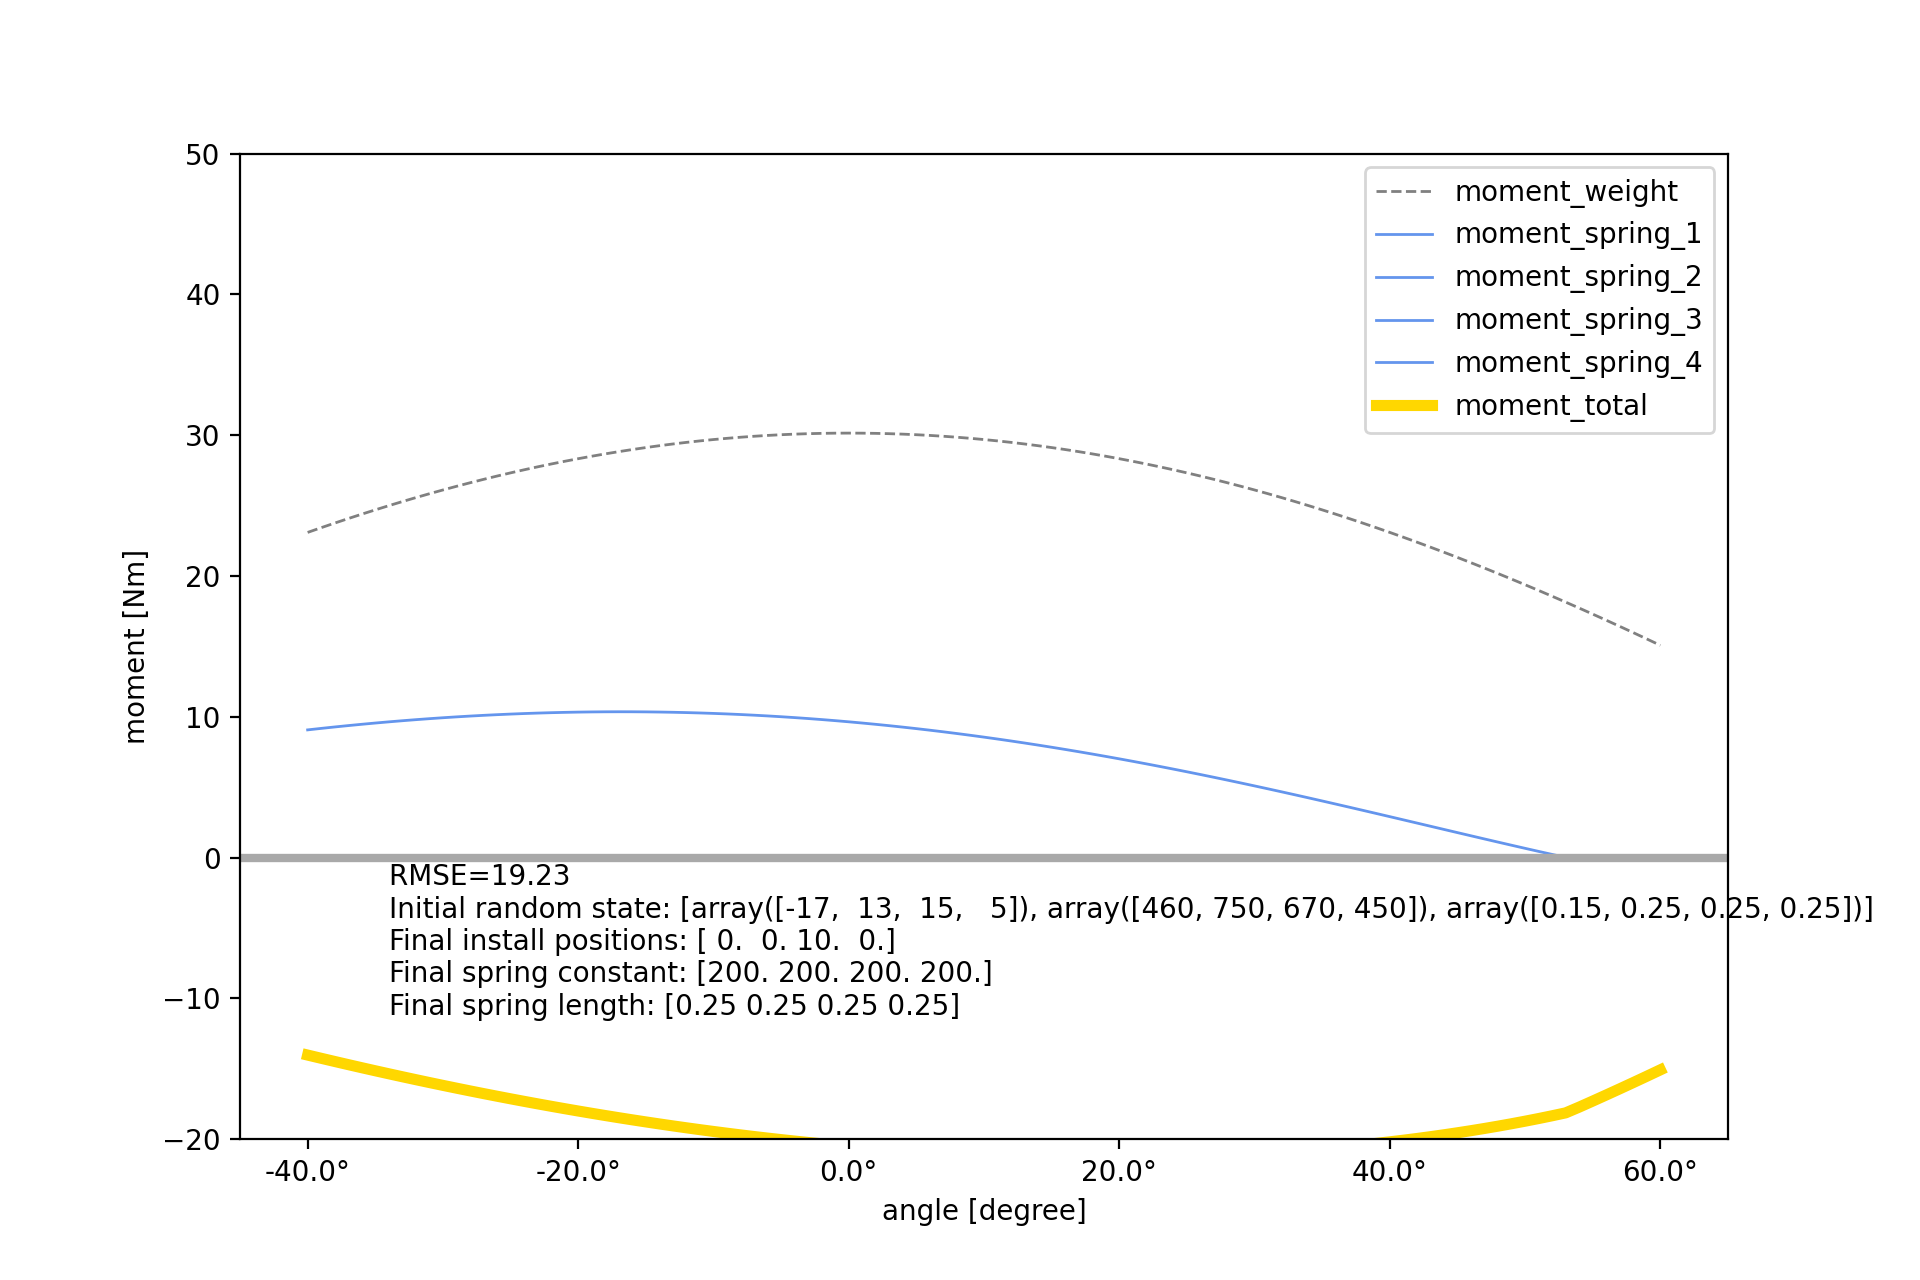 50
40
30
20
10
0
−10
−20
moment [Nm]
moment_weight
moment_spring_1
moment_spring_2
moment_spring_3
moment_spring_4
moment_total
RMSE=19.23
Initial random state: [array([-17,  13,  15,   5]), array([460, 750, 670, 450]), array([0.15, 0.25, 0.25, 0.25])]
Final install positions: [ 0.  0. 10.  0.]
Final spring constant: [200. 200. 200. 200.]
Final spring length: [0.25 0.25 0.25 0.25]
-40.0° -20.0° 0.0° 20.0° 40.0° 60.0°
angle [degree]